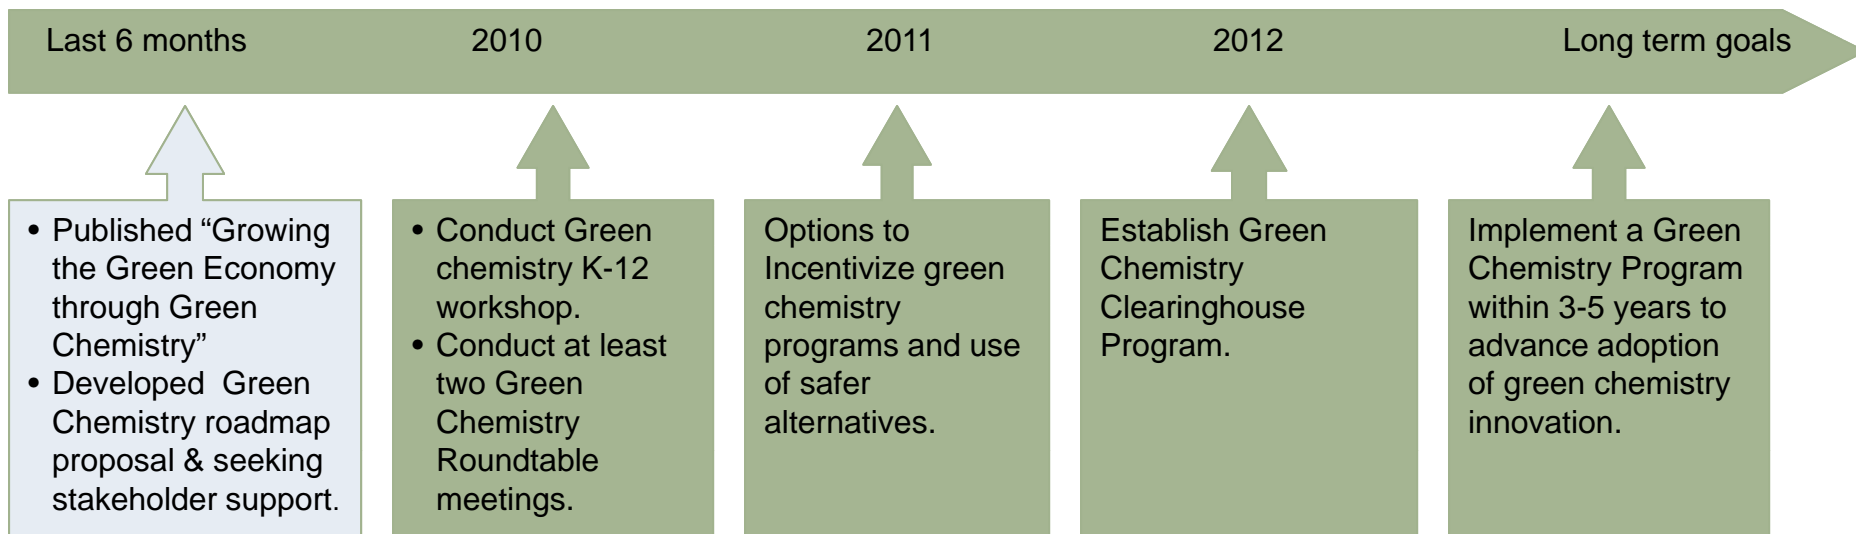 Last 6 months
2010
2011
2012
Long term goals
• Published “Growing
the Green Economy
through Green
Chemistry”
• Developed  Green
Chemistry roadmap
proposal & seeking
stakeholder support.
• Conduct Green
chemistry K-12
workshop.
• Conduct at least
two Green
Chemistry
Roundtable
meetings.
Options to
Incentivize green
chemistry
programs and use
of safer
alternatives.
Establish Green
Chemistry
Clearinghouse
Program.
Implement a Green
Chemistry Program
within 3-5 years to
advance adoption
of green chemistry
innovation.